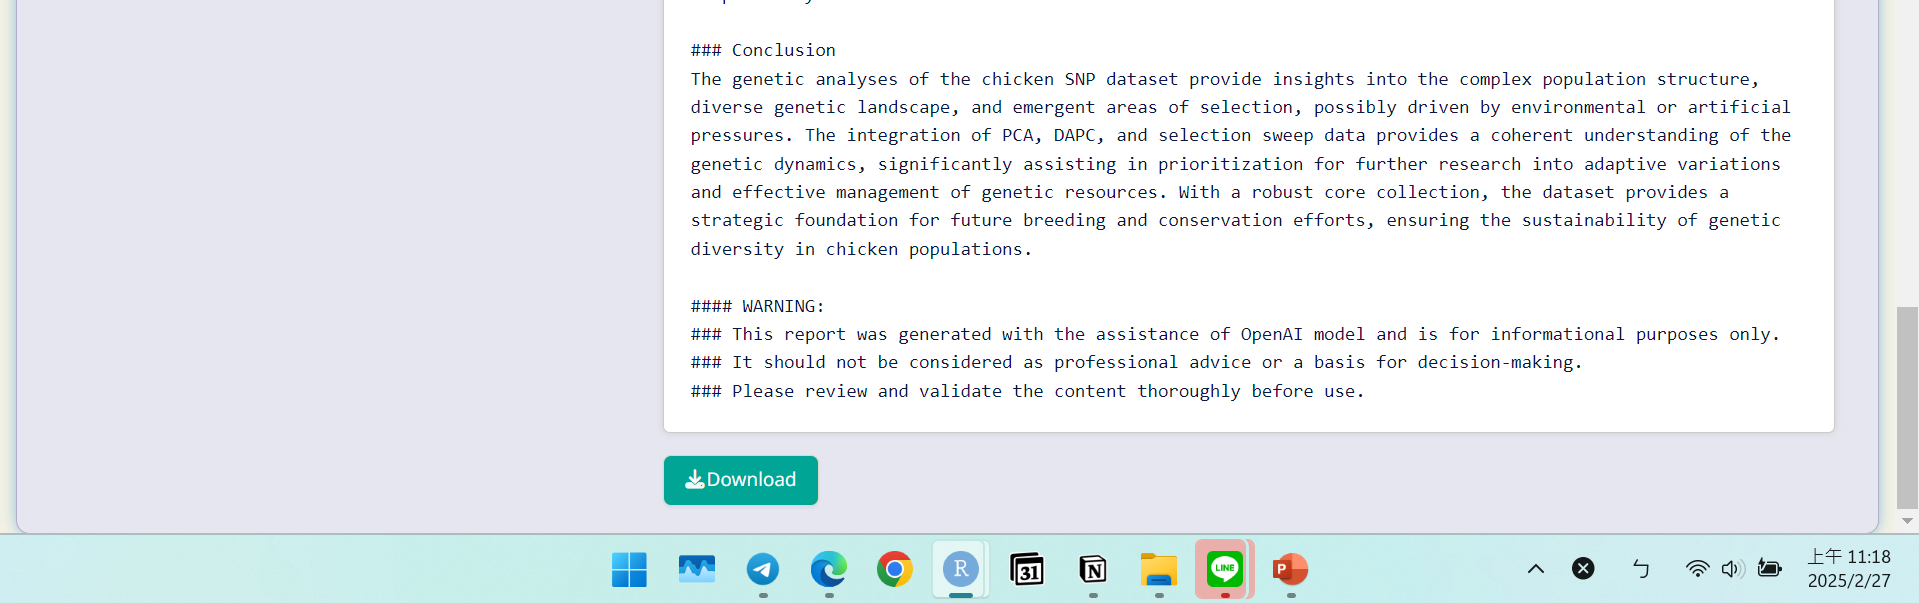 ### Conclusion
The genetic analyses of the chicken SNP dataset provide insights into the complex population structure,
diverse genetic landscape, and emergent areas of selection, possibly driven by environmental or artificial
pressures. The integration of PCA, DAPC, and selection sweep data provides a coherent understanding of the
genetic dynamics, significantly assisting in prioritization for further research into adaptive variations
and effective management of genetic resources. With a robust core collection, the dataset provides a
strategic foundation for future breeding and conservation efforts, ensuring the sustainability of genetic
diversity in chicken populations.
#### WARNING:
### This report was generated with the assistance of OpenAI model and is for informational purposes only.
### It should not be considered as professional advice or a basis for decision-making.
### Please review and validate the content thoroughly before use.
Download
R
31
N
LINE
P
ㄅ
上午 11:18
2025/2/27